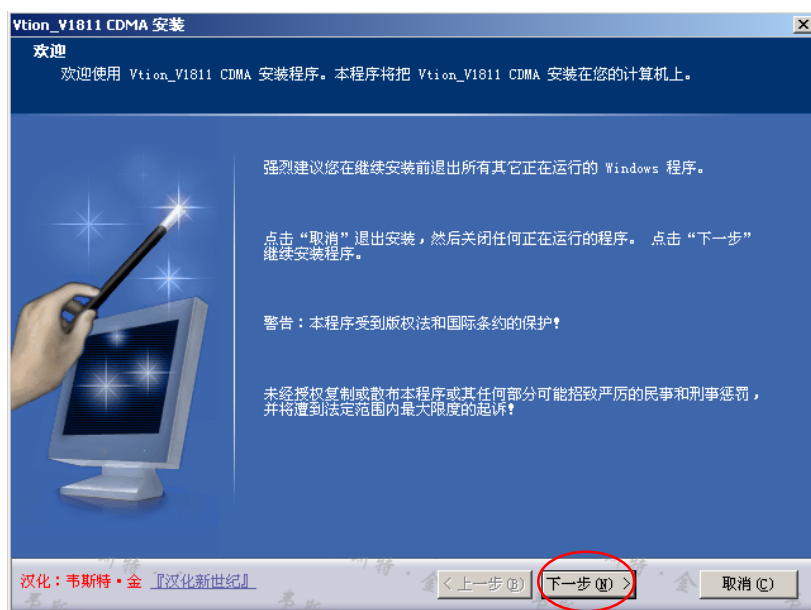 Vtion_V1811 CDMA 安装
欢迎
欢迎使用 Vtion_V1811 CDMA 安装程序。本程序将把 Vtion_V1811 CDMA 安装在您的计算机上。
强烈建议您在继续安装前退出所有其它正在运行的 Windows 程序。
点击“取消”退出安装，然后关闭任何正在运行的程序。 点击“下一步”
继续安装程序。
警告：本程序受到版权法和国际条约的保护！
未经授权复制或散布本程序或其任何部分可能招致严厉的民事和刑事惩罚，
并将遭到法定范围内最大限度的起诉！
汉化：韦斯特·金 『汉化新世纪』
< 上一步(B) 下一步(N) > 取消(C)